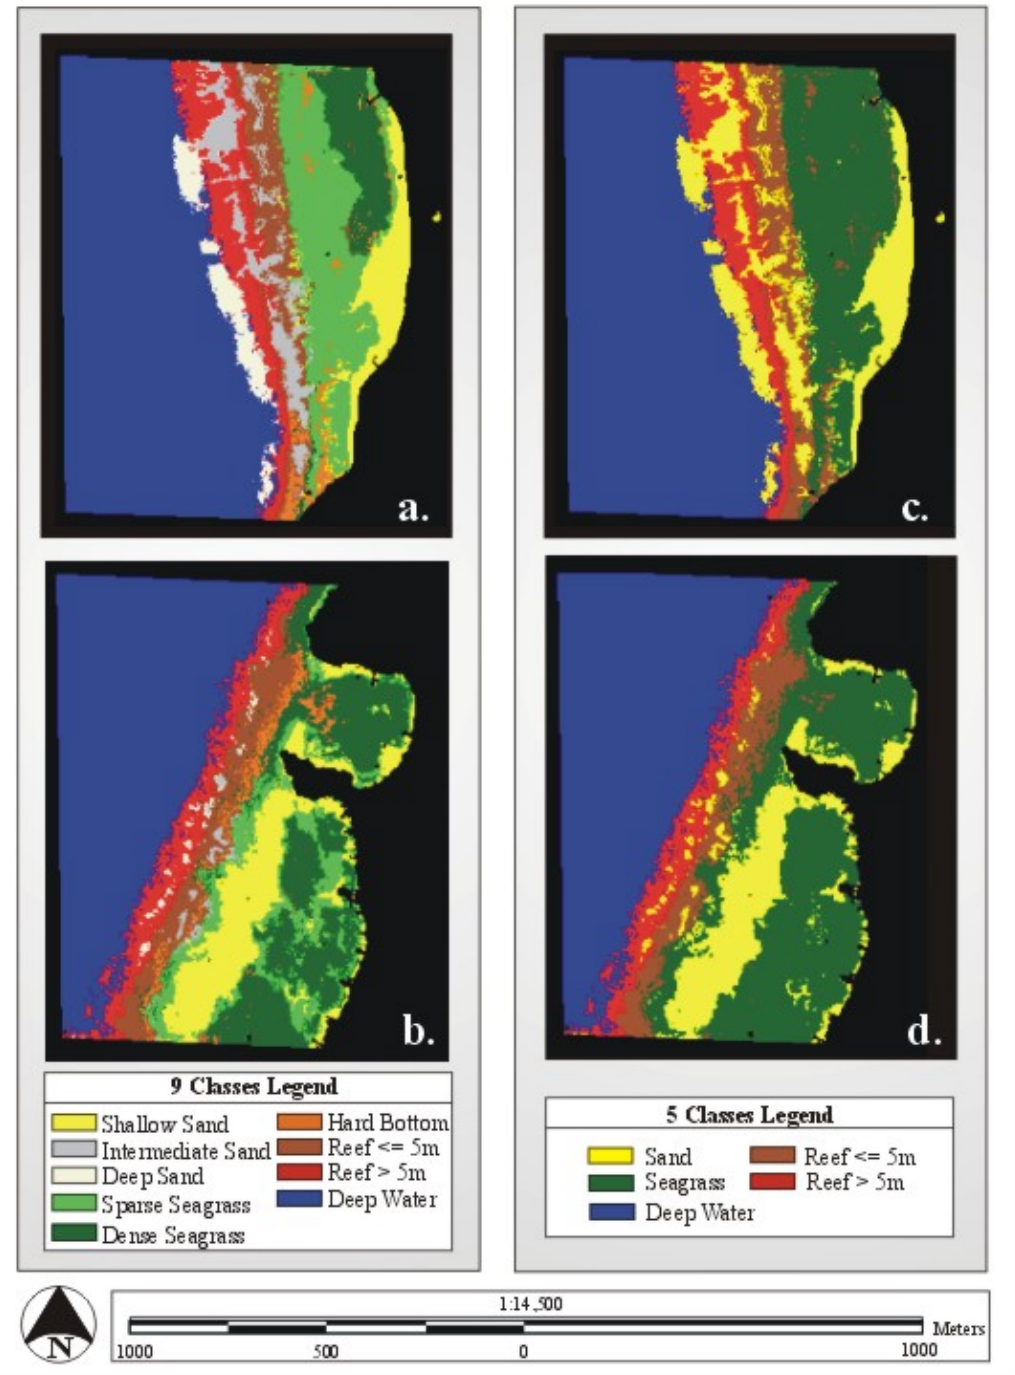 a.
c.
b.
d.
9 Classes Legend
Shallow Sand
Hard Bottom
Intermediate Sand
Reef <= 5m
Deep Sand
Reef > 5m
Sparse Seagrass
Deep Water
Dense Seagrass
5 Classes Legend
Sand
Reef <= 5m
Seagrass
Reef > 5m
Deep Water
N
1:14,500
Meters
1000 500 0 1000